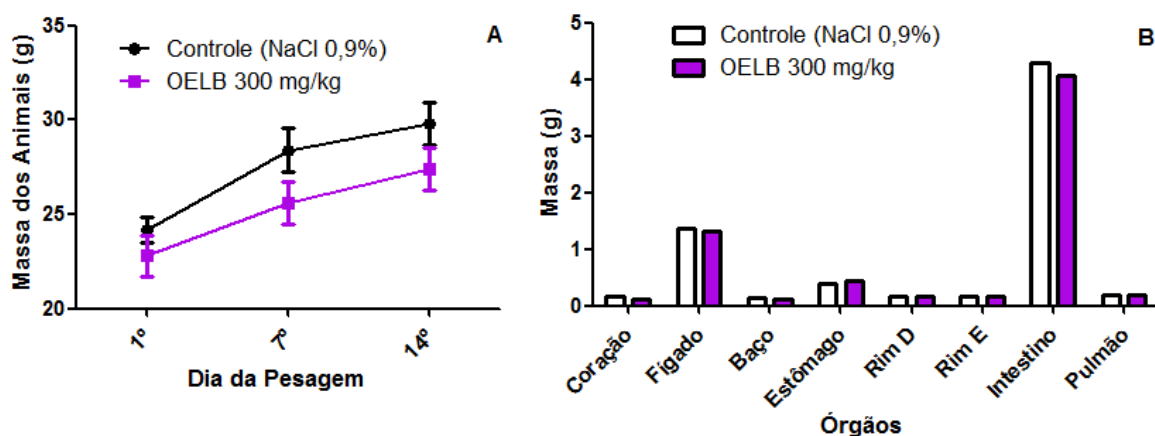 A
Controle (NaCl 0,9%)
OELB 300 mg/kg
Massa dos Animais (g)
35
30
25
20
1º
7º
14º
Dia da Pesagem
B
Controle (NaCl 0,9%)
OELB 300 mg/kg
Massa (g)
5
4
3
2
1
0
Coração
Fígado
Baço
Estômago
Rim D
Rim E
Intestino
Pulmão
Órgãos